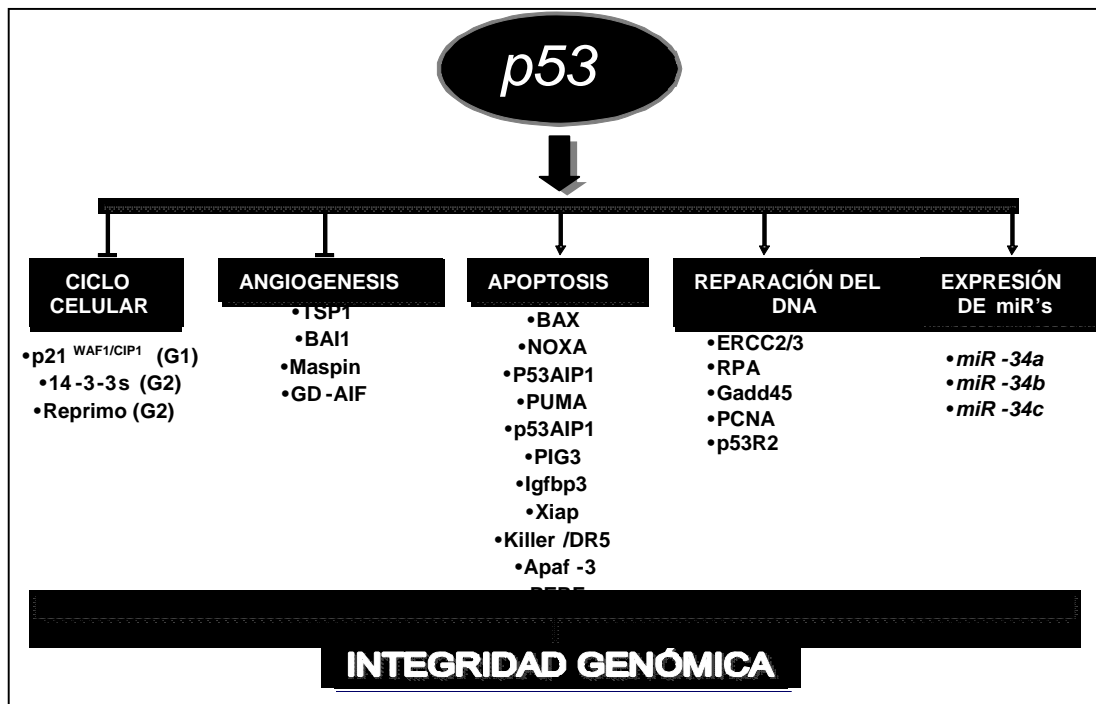 p53
CICLO
CELULAR
•p21 WAF1/CIP1 (G1)
•14-3-3s (G2)
•Reprimo (G2)
ANGIOGENESIS
•TSP1
•BAI1
•Maspin
•GD-AIF
APOPTOSIS
•BAX
•NOXA
•P53AIP1
•PUMA
•p53AIP1
•PIG3
•Igfbp3
•Xiap
•Killer /DR5
•Apaf -3
REPARACIÓN DEL
DNA
•ERCC2/3
•RPA
•Gadd45
•PCNA
•p53R2
EXPRESIÓN
DE miR's
•miR -34a
•miR -34b
•miR -34c
INTEGRIDAD GENÓMICA